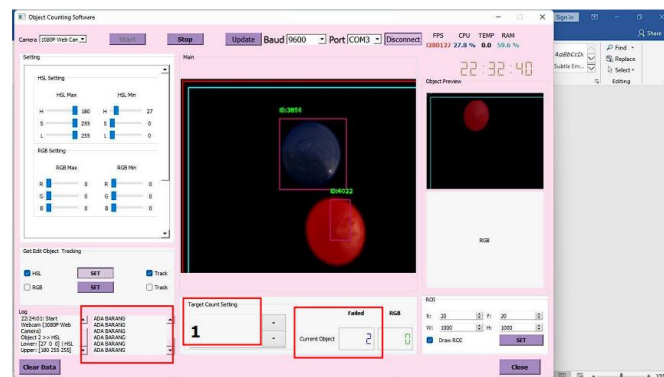 Object Counting Software
Sign in
Share
Camera 1080P Web Can Start Stop Update Baud 9600 Port COM3 Disconnect
FPS CPU TEMP RAM
27.8 % 0.0 59.6 %
22:32:40
AaBbCcDı
Subtle Em...
Find
Replace
Select
Editing
Setting
Main
Object Preview
HSL Setting
HSL Max HSL Min
H 180 H 27
S 255 S 0
L 255 L 0
RGB Setting
RGB Max RGB Min
R 0 R 0
G 0 G 0
B 0 B 0
ID:3856
ID:4022
RGB
Get Edit Object Tracking
HSL SET Track
RGB SET Track
Log
22:24:01: Start
Webcam (1080P Web
Camera)
Object 2 >> HSL
Lower: [27 0 0] |HSL
Upper: [180 255 255]
ADA BARANG
ADA BARANG
ADA BARANG
ADA BARANG
ADA BARANG
ADA BARANG
Target Count Setting
1
Failed RGB
Current Object 2 0
ROI
X: 20 Y: 20
W: 1000 H: 1000
Draw ROI SET
Clear Data
Close